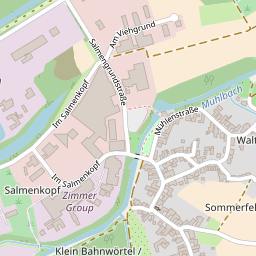 Am Viehgrund
Salmengrundstraße
Im Salmenkopf
Mühlbach
Mühlenstraße
Walt
Im Salmenkopf
Salmenkopf
Zimmer
Group
Sommerfel
Klein Bahnwörtel